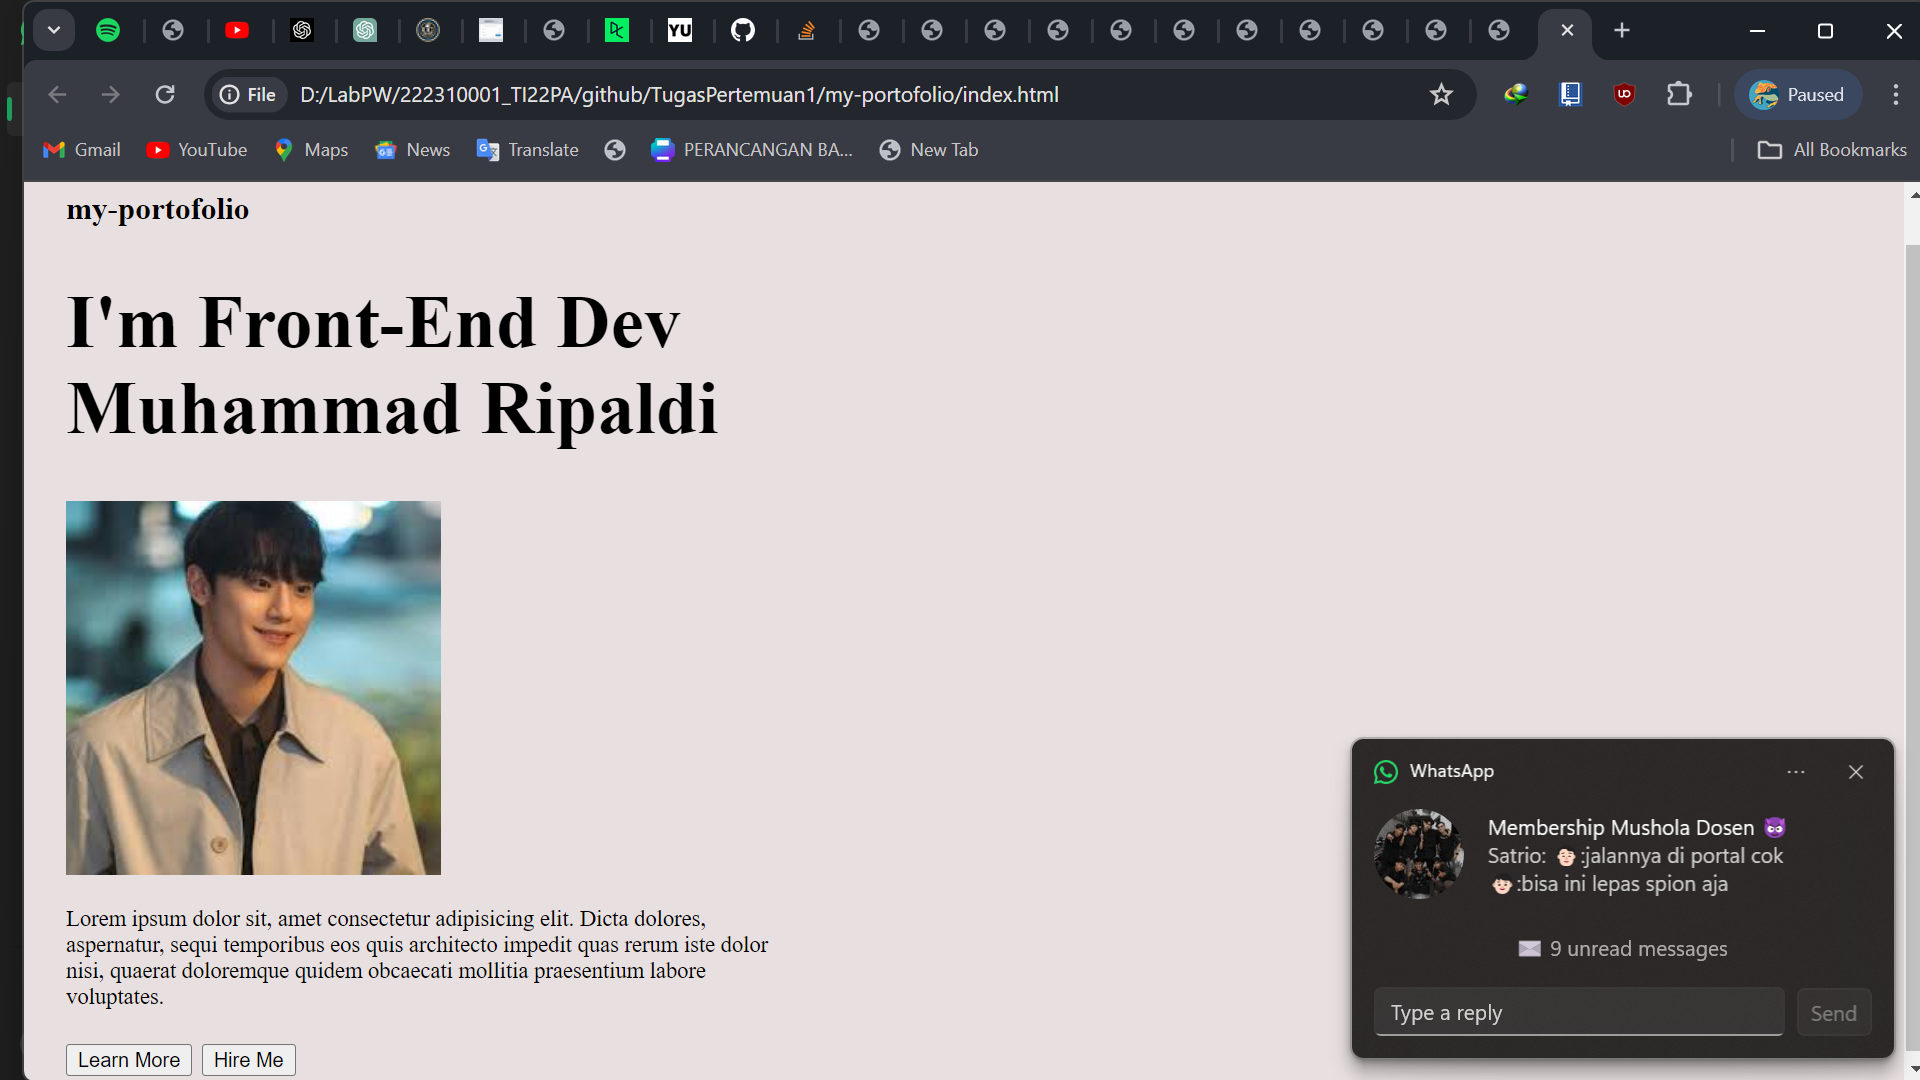 YU
File
D:/LabPW/222310001_TI22PA/github/TugasPertemuan1/my-portofolio/index.html
Paused
Gmail
YouTube
Maps
News
Translate
PERANCANGAN BA...
New Tab
All Bookmarks
my-portofolio
I'm Front-End Dev
Muhammad Ripaldi
Lorem ipsum dolor sit, amet consectetur adipisicing elit. Dicta dolores,
aspernatur, sequi temporibus eos quis architecto impedit quas rerum iste dolor
nisi, quaerat doloremque quidem obcaecati mollitia praesentium labore
voluptates.
Learn More
Hire Me
WhatsApp
Membership Mushola Dosen 😈
Satrio: 👦🏻:jalannya di portal cok
👦🏻:bisa ini lepas spion aja
✉️ 9 unread messages
Type a reply
Send